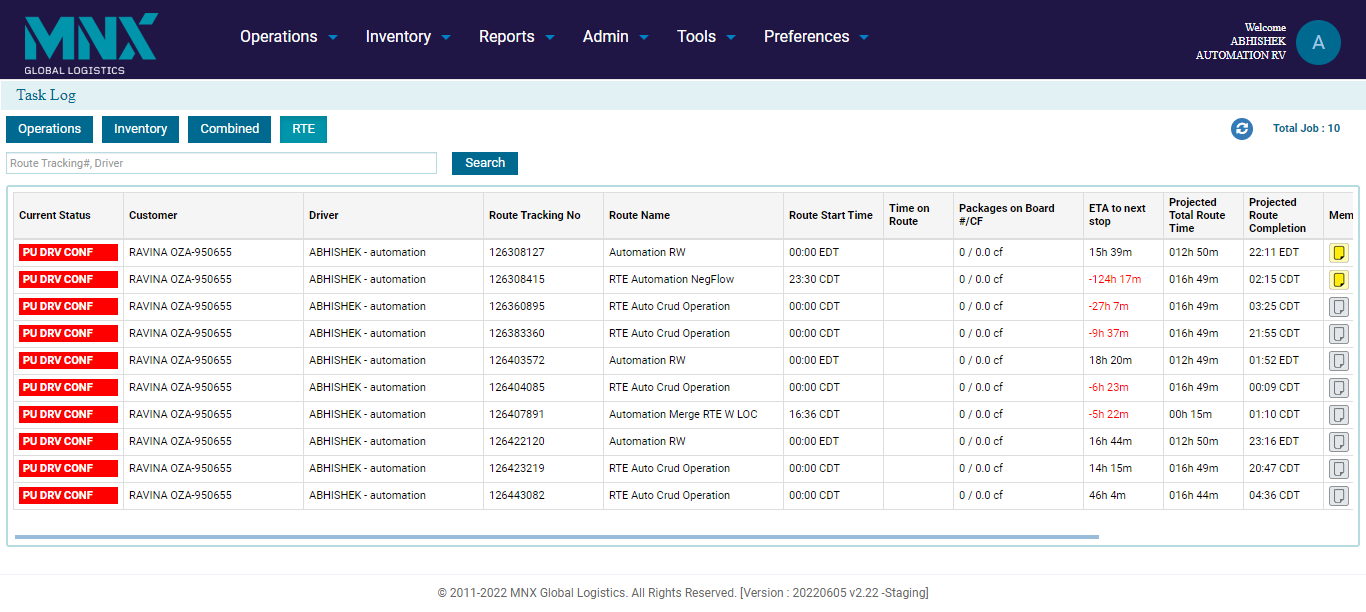 MNX
GLOBAL LOGISTICS
Operations Inventory Reports Admin Tools Preferences
Welcome
ABHISHEK
AUTOMATION RV
A
Task Log
Operations Inventory Combined RTE
Total Job : 10
Route Tracking#, Driver
Search
Current Status Customer Driver Route Tracking No Route Name Route Start Time Time on Route Packages on Board #/CF ETA to next stop Projected Total Route Time Projected Route Completion Mem
PU DRV CONF RAVINA OZA-950655 ABHISHEK - automation 126308127 Automation RW 00:00 EDT 0 / 0.0 cf 15h 39m 012h 50m 22:11 EDT
PU DRV CONF RAVINA OZA-950655 ABHISHEK - automation 126308415 RTE Automation NegFlow 23:30 CDT 0 / 0.0 cf -124h 17m 016h 49m 02:15 CDT
PU DRV CONF RAVINA OZA-950655 ABHISHEK - automation 126360895 RTE Auto Crud Operation 00:00 CDT 0 / 0.0 cf -27h 7m 016h 49m 03:25 CDT
PU DRV CONF RAVINA OZA-950655 ABHISHEK - automation 126383360 RTE Auto Crud Operation 00:00 CDT 0 / 0.0 cf -9h 37m 016h 49m 21:55 CDT
PU DRV CONF RAVINA OZA-950655 ABHISHEK - automation 126403572 Automation RW 00:00 EDT 0 / 0.0 cf 18h 20m 012h 49m 01:52 EDT
PU DRV CONF RAVINA OZA-950655 ABHISHEK - automation 126404085 RTE Auto Crud Operation 00:00 CDT 0 / 0.0 cf -6h 23m 016h 49m 00:09 CDT
PU DRV CONF RAVINA OZA-950655 ABHISHEK - automation 126407891 Automation Merge RTE W LOC 16:36 CDT 0 / 0.0 cf -5h 22m 00h 15m 01:10 CDT
PU DRV CONF RAVINA OZA-950655 ABHISHEK - automation 126422120 Automation RW 00:00 EDT 0 / 0.0 cf 16h 44m 012h 50m 23:16 EDT
PU DRV CONF RAVINA OZA-950655 ABHISHEK - automation 126423219 RTE Auto Crud Operation 00:00 CDT 0 / 0.0 cf 14h 15m 016h 49m 20:47 CDT
PU DRV CONF RAVINA OZA-950655 ABHISHEK - automation 126443082 RTE Auto Crud Operation 00:00 CDT 0 / 0.0 cf 46h 4m 016h 44m 04:36 CDT
© 2011-2022 MNX Global Logistics. All Rights Reserved. [Version : 20220605 v2.22 -Staging]